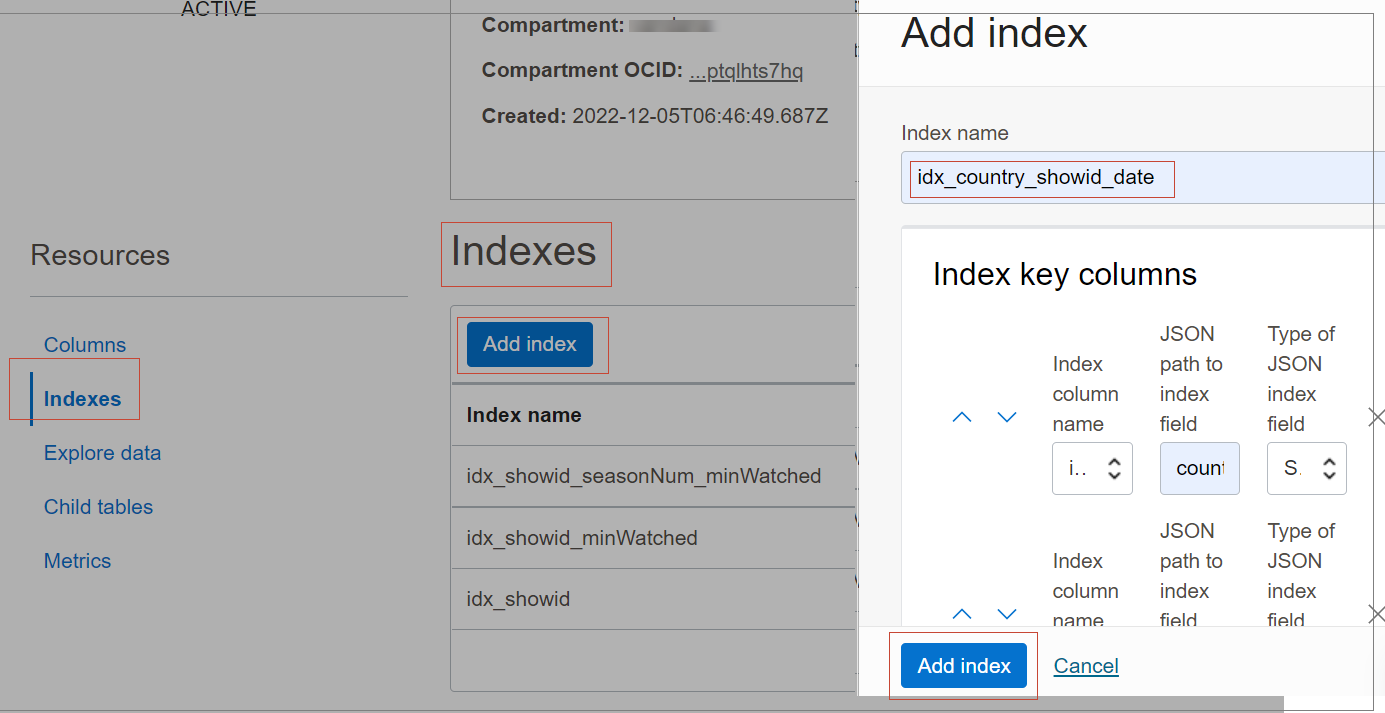 ACTIVE
Compartment:
Compartment OCID: ...ptqlhts7hq
Created: 2022-12-05T06:46:49.687Z
Resources
Columns
Indexes
Explore data
Child tables
Metrics
Indexes
Add index
Index name
idx_showid_seasonNum_minWatched
idx_showid_minWatched
idx_showid
Add index
Index name
idx_country_showid_date
Index key columns
Index
column
name
i..
JSON
path to
index
field
count
Type of
JSON
index
field
S.
Index
column
name
JSON
path to
index
field
Type of
JSON
index
field
Add index
Cancel